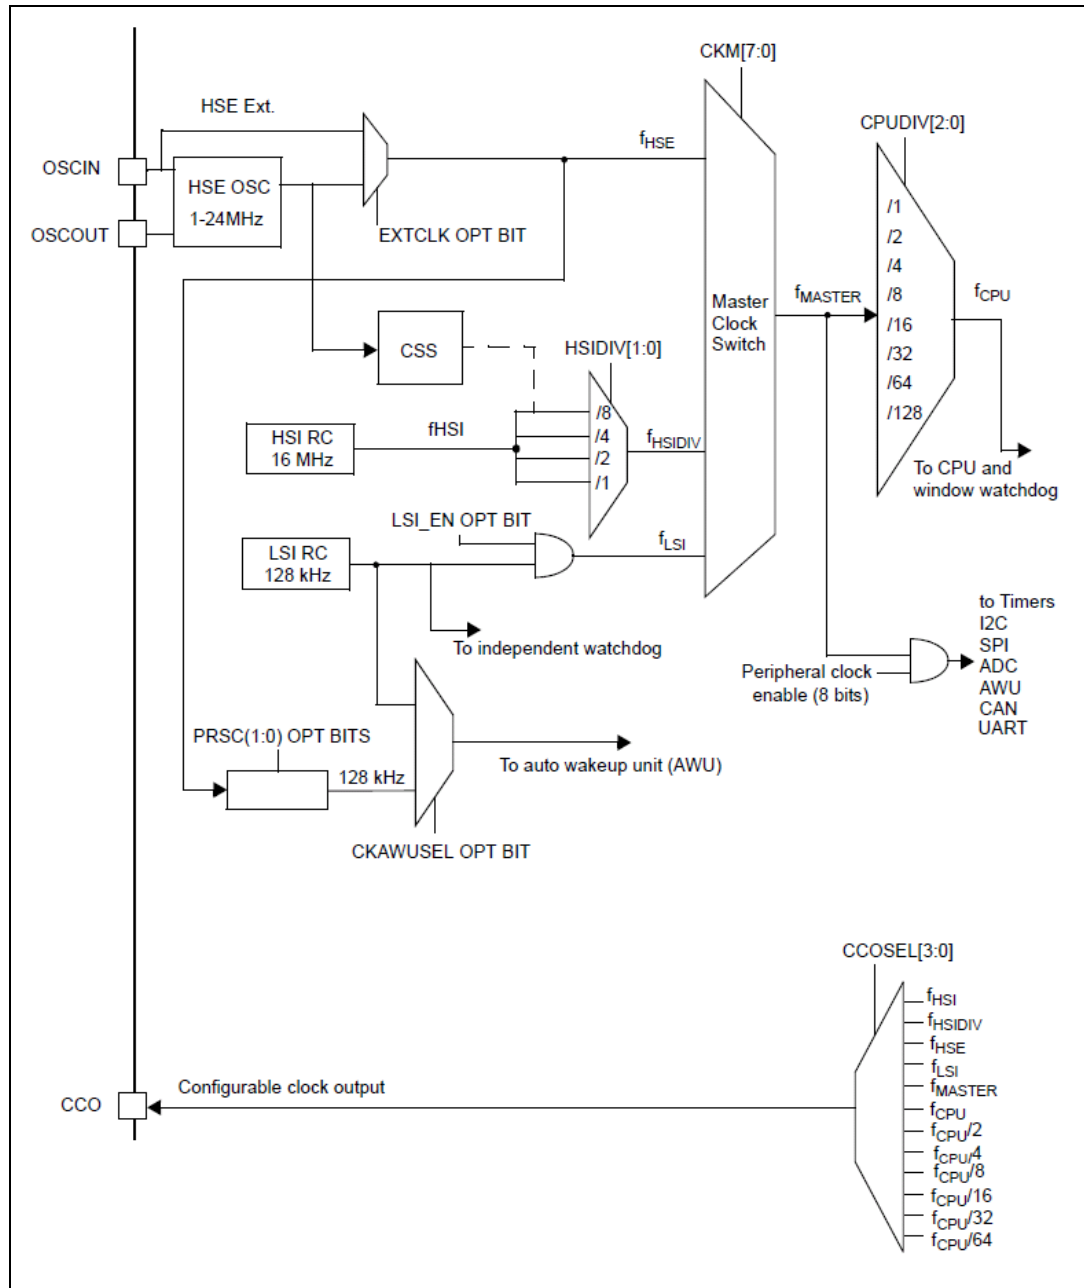 CKM[7:0]
HSE Ext.
CPUDIV[2:0]
fHSE
OSCIN
HSE OSC
1-24MHz
OSCOUT
EXTCLK OPT BIT
/1
/2
/4
/8
/16
/32
/64
/128
fMASTER
fCPU
Master
Clock
Switch
CSS
HSIDIV[1:0]
/8
/4
/2
/1
HSI RC
16 MHz
fHSI
fHSIDIV
To CPU and
window watchdog
LSI_EN OPT BIT
LSI RC
128 kHz
fLSI
To independent watchdog
to Timers
I2C
SPI
ADC
AWU
CAN
UART
Peripheral clock
enable (8 bits)
PRSC(1:0) OPT BITS
128 kHz
To auto wakeup unit (AWU)
CKAWUSEL OPT BIT
CCOSEL[3:0]
fHSI
fHSIDIV
fHSE
fLSI
fMASTER
fCPU
fCPU/2
fCPU/4
fCPU/8
fCPU/16
fCPU/32
fCPU/64
CCO
Configurable clock output